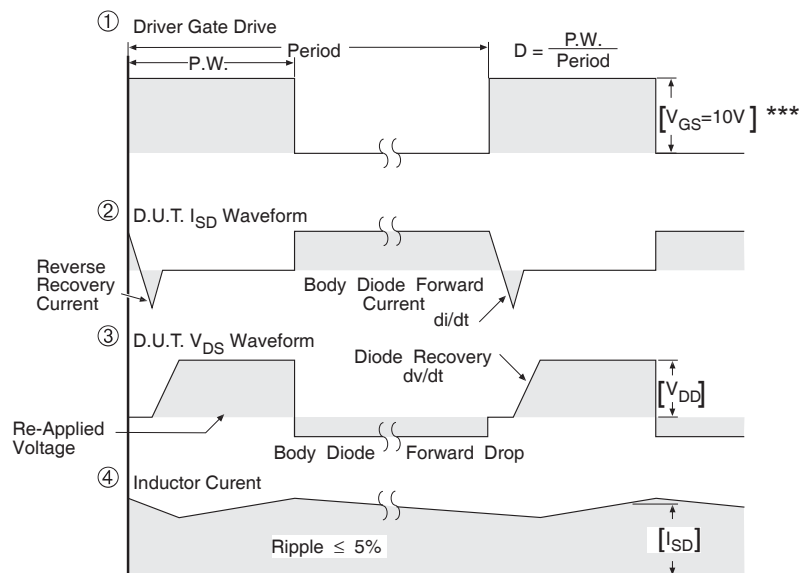 ① Driver Gate Drive
Period
P.W.
D = P.W. / Period
[VGS=10V] ***
② D.U.T. ISD Waveform
Reverse
Recovery
Current
Body Diode Forward
Current
di/dt
③ D.U.T. VDS Waveform
Diode Recovery
dv/dt
[VDD]
Re-Applied
Voltage
Body Diode Forward Drop
④ Inductor Curent
Ripple ≤ 5%
[ISD]